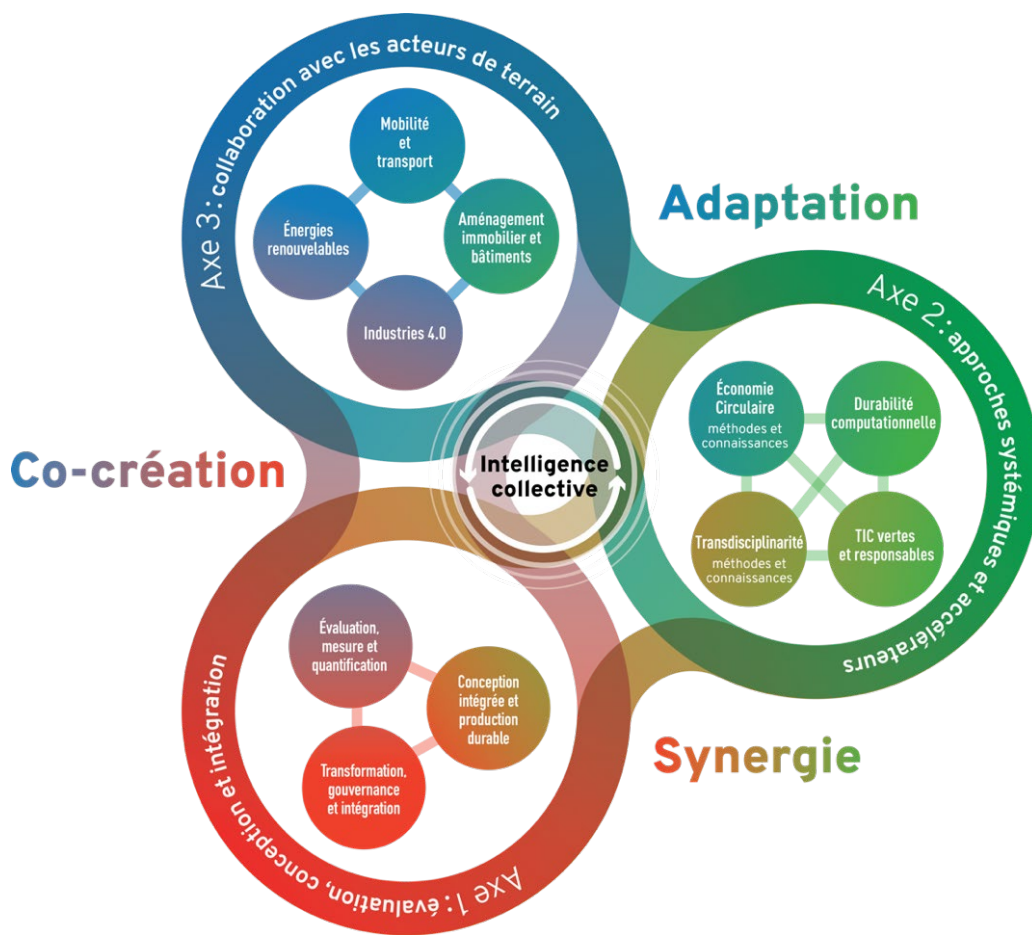 Axe 3: collaboration avec les acteurs de terrain
Mobilité
et
transport
Énergies
renouvelables
Aménagement
immobilier et
bâtiments
Industries 4.0
Adaptation
Axe 2: approches systémiques et accélérateurs
Économie
Circulaire
méthodes et
connaissances
Durabilité
computationnelle
Transdisciplinarité
méthodes et
connaissances
TIC vertes
et responsables
Co-création
Intelligence
collective
Synergie
Axe 1: évaluation, conception et intégration
Évaluation,
mesure et
quantification
Conception
intégrée et
production
durable
Transformation,
gouvernance
et intégration